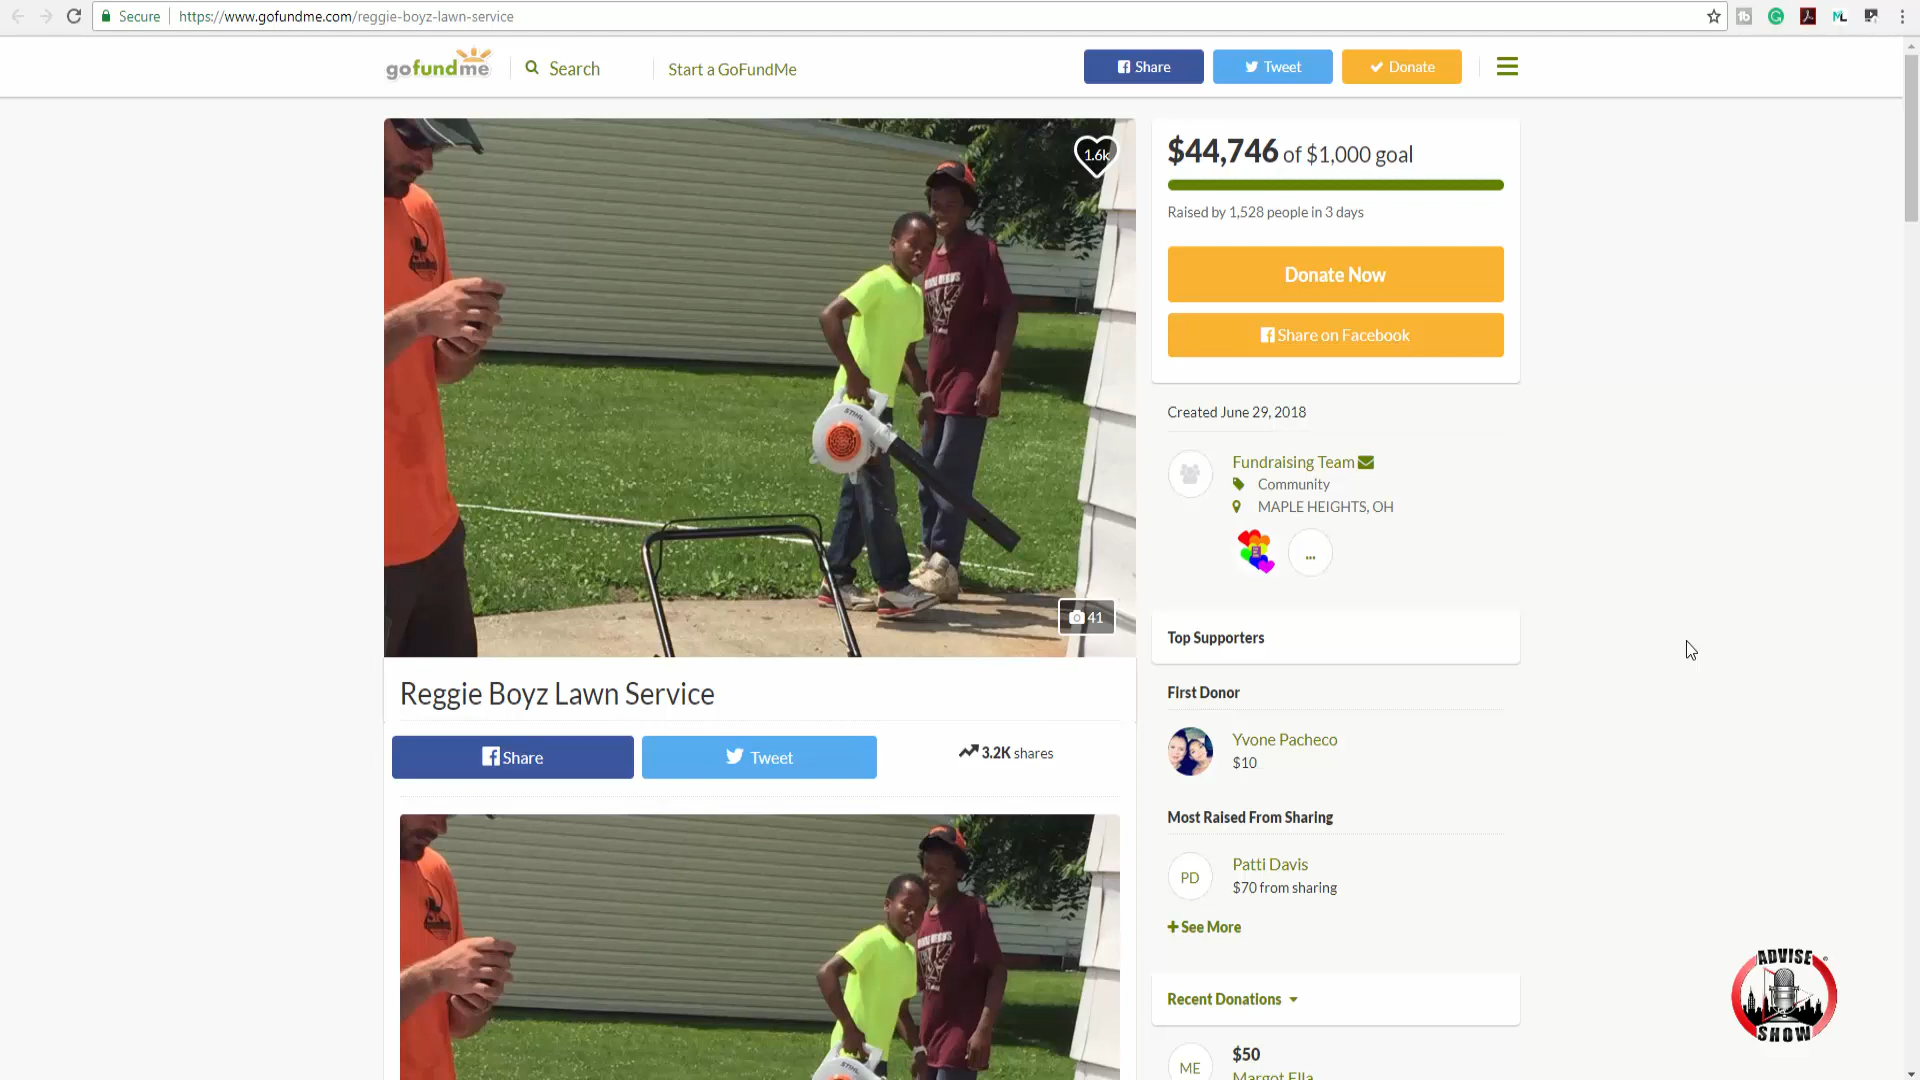 Secure
https://www.gofundme.com/reggie-boyz-lawn-service
gofundme
Search
Start a GoFundMe
Share
Tweet
Donate
1.6k
STIHL
41
Reggie Boyz Lawn Service
Share
Tweet
3.2K shares
STIHL
$44,746 of $1,000 goal
Raised by 1,528 people in 3 days
Donate Now
Share on Facebook
Created June 29, 2018
Fundraising Team
Community
MAPLE HEIGHTS, OH
...
Top Supporters
First Donor
Yvone Pacheco
$10
Most Raised From Sharing
PD
Patti Davis
$70 from sharing
+ See More
Recent Donations
ME
$50
Margot Ella
ADVISE
SHOW